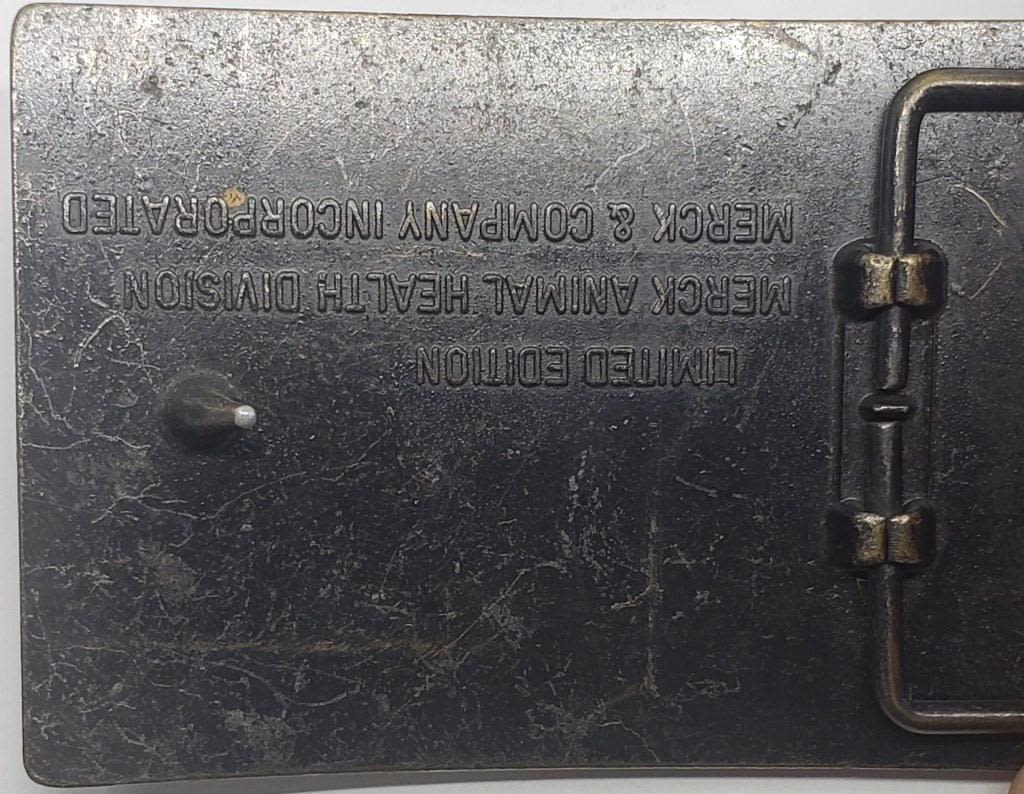 LIMITED EDITION
MERCK ANIMAL HEALTH DIVISION
MERCK & COMPANY INCORPORATED